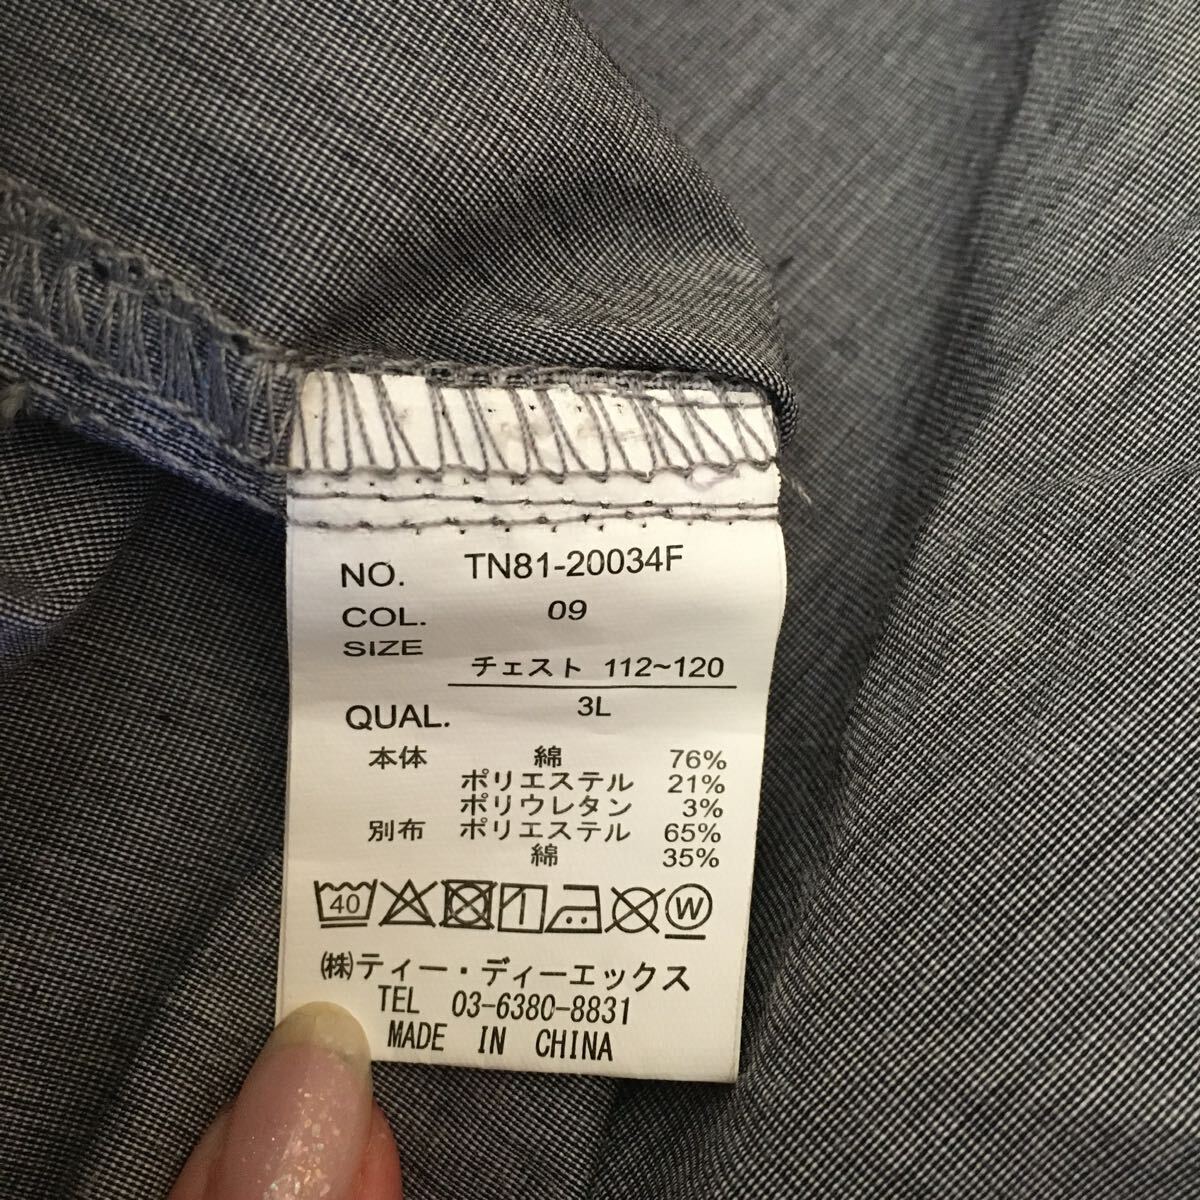 NO. TN81-20034F
COL. 09
SIZE
チェスト 112~120
3L
QUAL.
本体 綿 76%
ポリエステル 21%
ポリウレタン 3%
別布 ポリエステル 65%
綿 35%
40 W
㈱ティー・ディーエックス
TEL 03-6380-8831
MADE IN CHINA